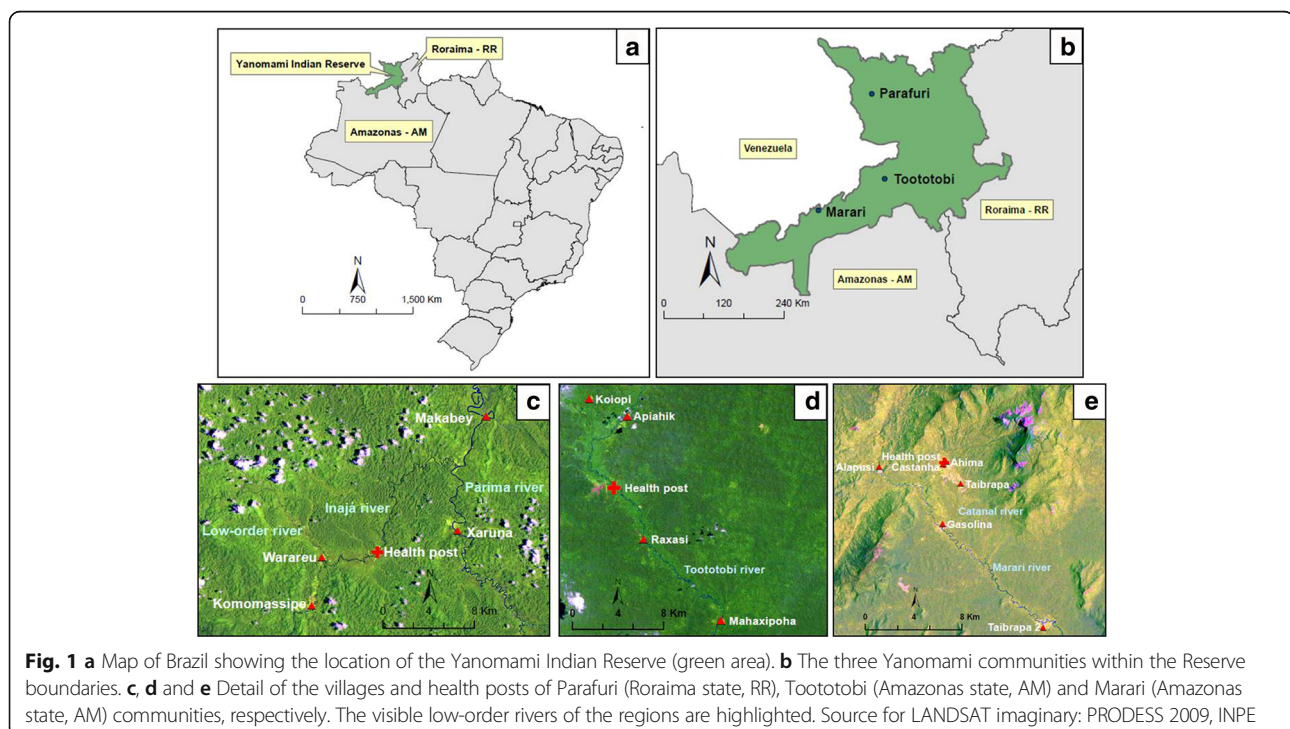 a
Roraima - RR
Yanomami Indian Reserve
Amazonas - AM
N
0 750 1,500 Km
b
Parafuri
Venezuela
Toototobi
Marari
Roraima - RR
N
Amazonas - AM
0 120 240 Km
c
Makabey
Parima river
Inajá river
Low-order river
Xaruna
Warareu
Health post
Komomassipe
N
0 4 8 Km
d
Koiopi
Apiahik
Health post
Raxasi
Toototobi river
N
0 4 8 Km
Mahaxipoha
e
Health post
Ahima
Alapusi
Castanha
Taibrapa
Catanal river
Gasolina
Marari river
N
0 4 8 Km
Taibrapa
Fig. 1 a Map of Brazil showing the location of the Yanomami Indian Reserve (green area). b The three Yanomami communities within the Reserve
boundaries. c, d and e Detail of the villages and health posts of Parafuri (Roraima state, RR), Toototobi (Amazonas state, AM) and Marari (Amazonas
state, AM) communities, respectively. The visible low-order rivers of the regions are highlighted. Source for LANDSAT imaginary: PRODESS 2009, INPE